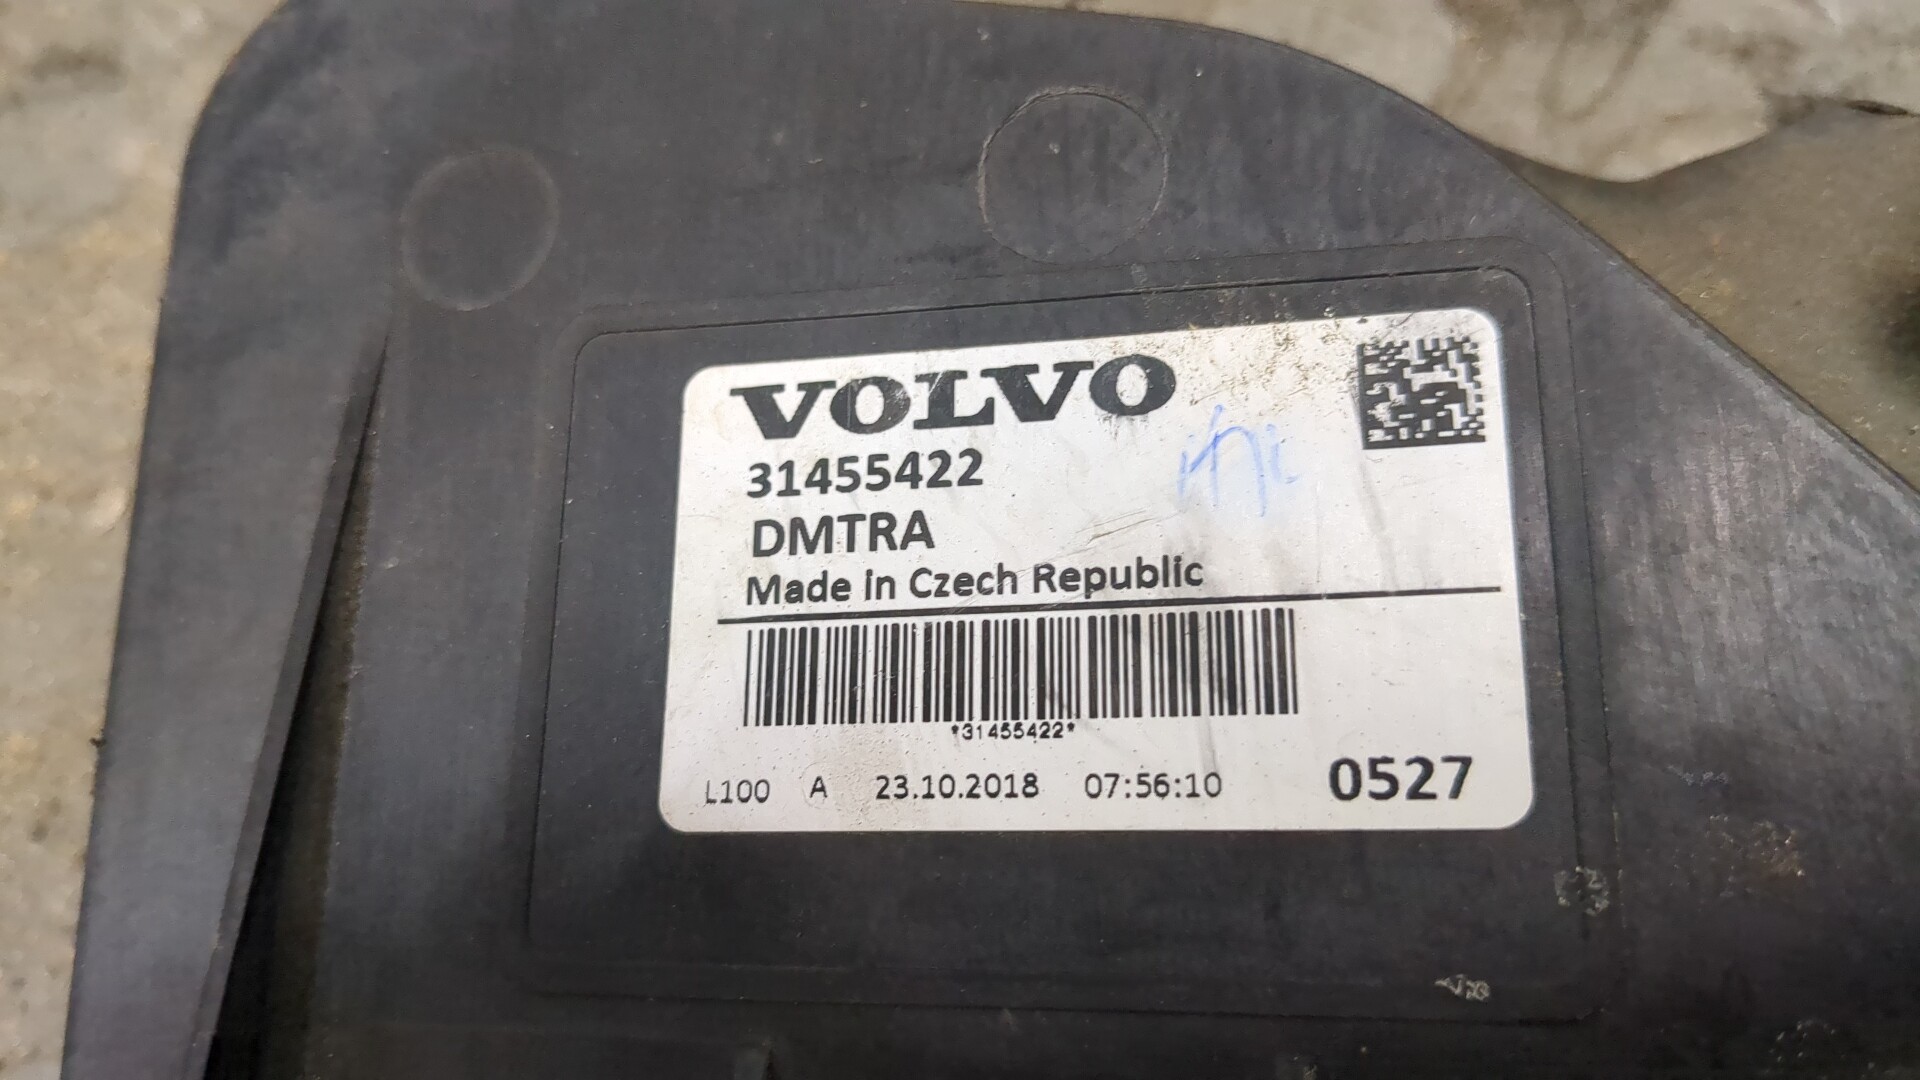 VOLVO
31455422
DMTRA
Made in Czech Republic
*31455422*
L100 A 23.10.2018 07:56:10 0527